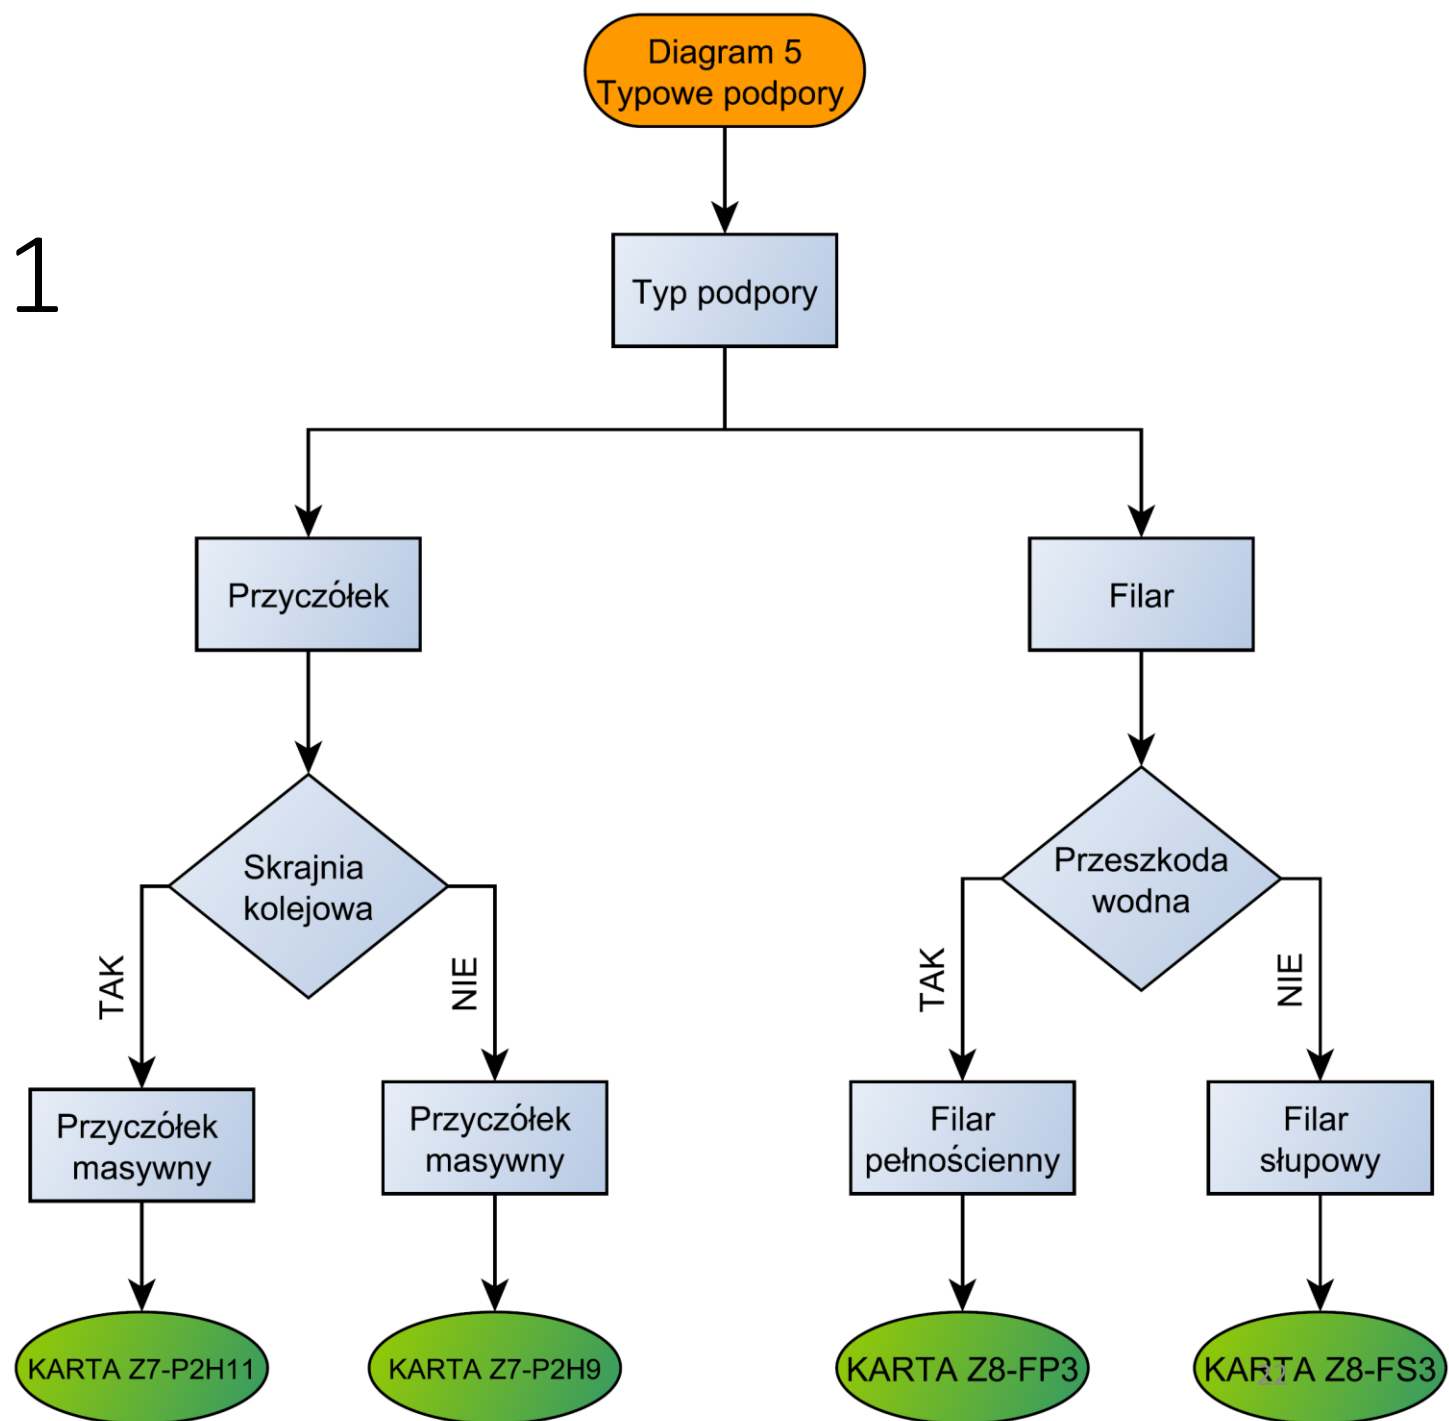 Diagram 5
Typowe podpory
1
Typ podpory
Przyczółek
Filar
Skrajnia
kolejowa
Przeszkoda
wodna
TAK
NIE
TAK
NIE
Przyczółek
masywny
Przyczółek
masywny
Filar
pełnościenny
Filar
słupowy
KARTA Z7-P2H11
KARTA Z7-P2H9
KARTA Z8-FP3
KARTA Z8-FS3
22